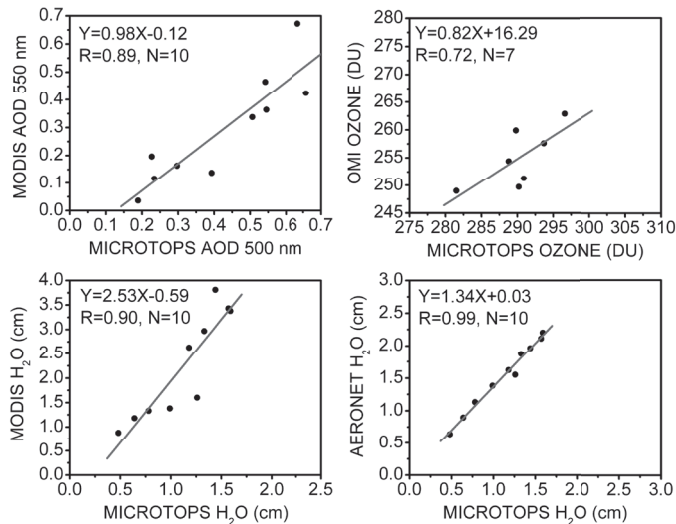 Y=0.98X-0.12
R=0.89, N=10
MODIS AOD 550 nm
0.7
0.6
0.5
0.4
0.3
0.2
0.1
0.0
0.0 0.1 0.2 0.3 0.4 0.5 0.6 0.7
MICROTOPS AOD 500 nm
Y=0.82X+16.29
R=0.72, N=7
OMI OZONE (DU)
280
275
270
265
260
255
250
245
275 280 285 290 295 300 305 310
MICROTOPS OZONE (DU)
Y=2.53X-0.59
R=0.90, N=10
MODIS H₂O (cm)
4.0
3.5
3.0
2.5
2.0
1.5
1.0
0.5
0.0
0.0 0.5 1.0 1.5 2.0 2.5
MICROTOPS H₂O (cm)
Y=1.34X+0.03
R=0.99, N=10
AERONET H₂O (cm)
3.0
2.5
2.0
1.5
1.0
0.5
0.0
0.0 0.5 1.0 1.5 2.0 2.5 3.0
MICROTOPS H₂O (cm)